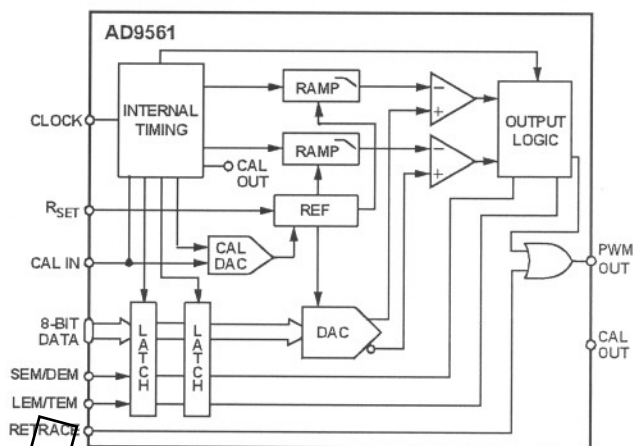 AD9561
INTERNAL
TIMING
CLOCK
RAMP
RAMP
OUTPUT
LOGIC
CAL
OUT
RSET
REF
CAL
DAC
CAL IN
PWM
OUT
8-BIT
DATA
LATCH
LATCH
DAC
CAL
OUT
SEM/DEM
LEM/TEM
RETRACE